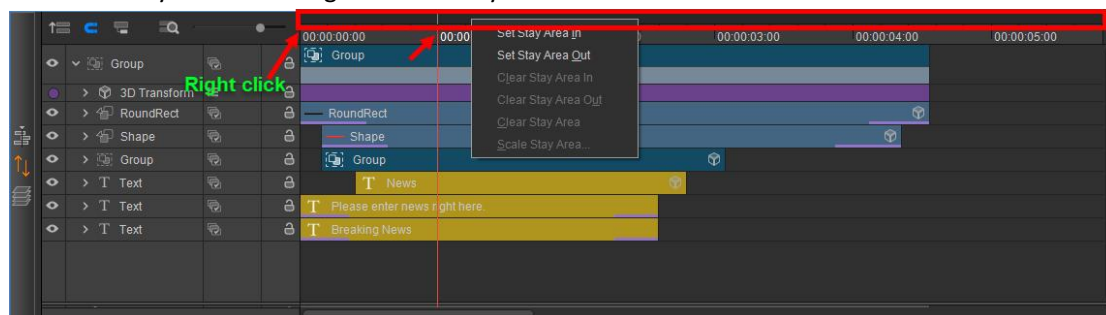 00:00:00:00 00:00 00:00:03:00 00:00:04:00 00:00:05:00
Set Stay Area In
Set Stay Area Out
Clear Stay Area In
Clear Stay Area Out
Clear Stay Area
Scale Stay Area...
Right click
Group Group
3D Transform
RoundRect RoundRect
Shape Shape
Group Group
T Text T News
T Text T Please enter news right here.
T Text T Breaking News